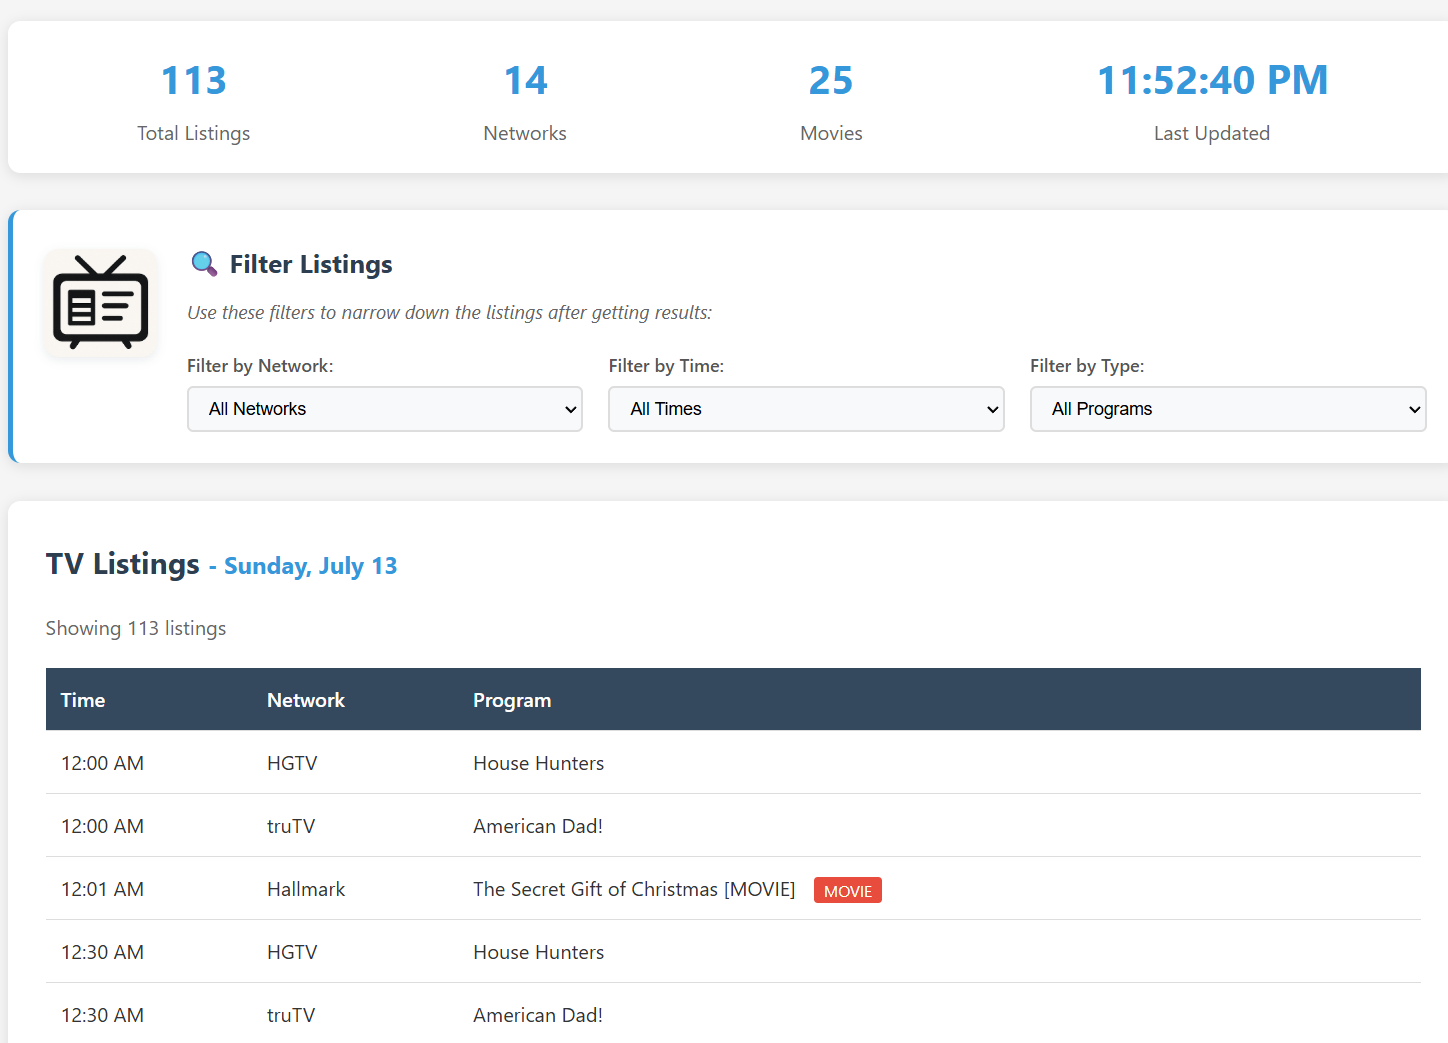 113 14 25 11:52:40 PM
Total Listings Networks Movies Last Updated
Filter Listings
Use these filters to narrow down the listings after getting results:
Filter by Network: Filter by Time: Filter by Type:
All Networks All Times All Programs
TV Listings - Sunday, July 13
Showing 113 listings
Time Network Program
12:00 AM HGTV House Hunters
12:00 AM truTV American Dad!
12:01 AM Hallmark The Secret Gift of Christmas [MOVIE] MOVIE
12:30 AM HGTV House Hunters
12:30 AM truTV American Dad!